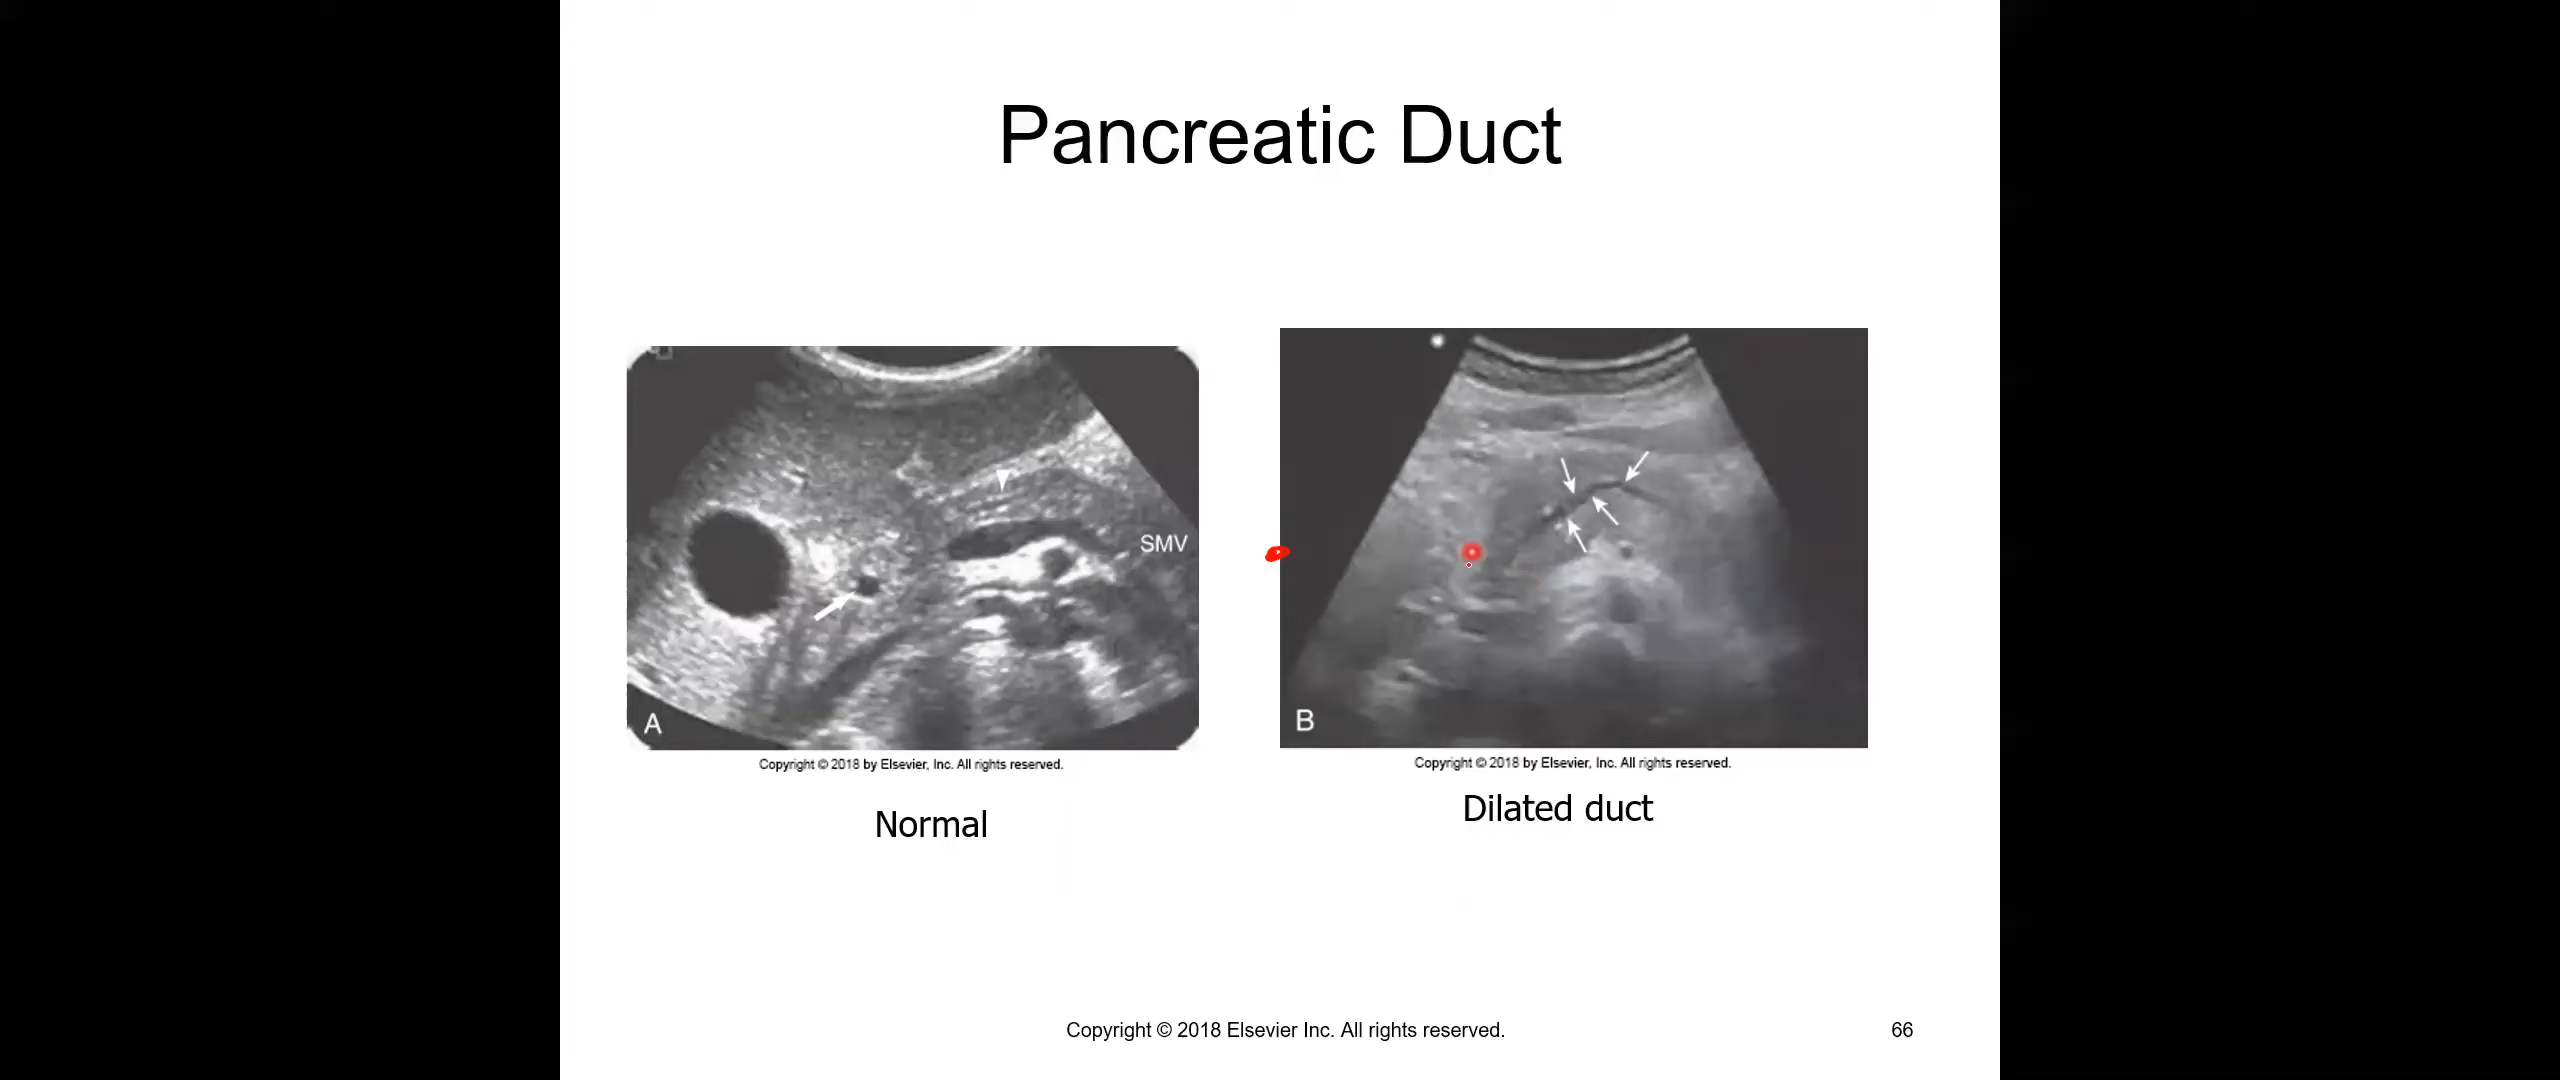 Pancreatic Duct
SMV
A
B
Copyright © 2018 by Elsevier, Inc. All rights reserved.
Copyright © 2018 by Elsevier, Inc. All rights reserved.
Normal
Dilated duct
Copyright © 2018 Elsevier Inc. All rights reserved.
66